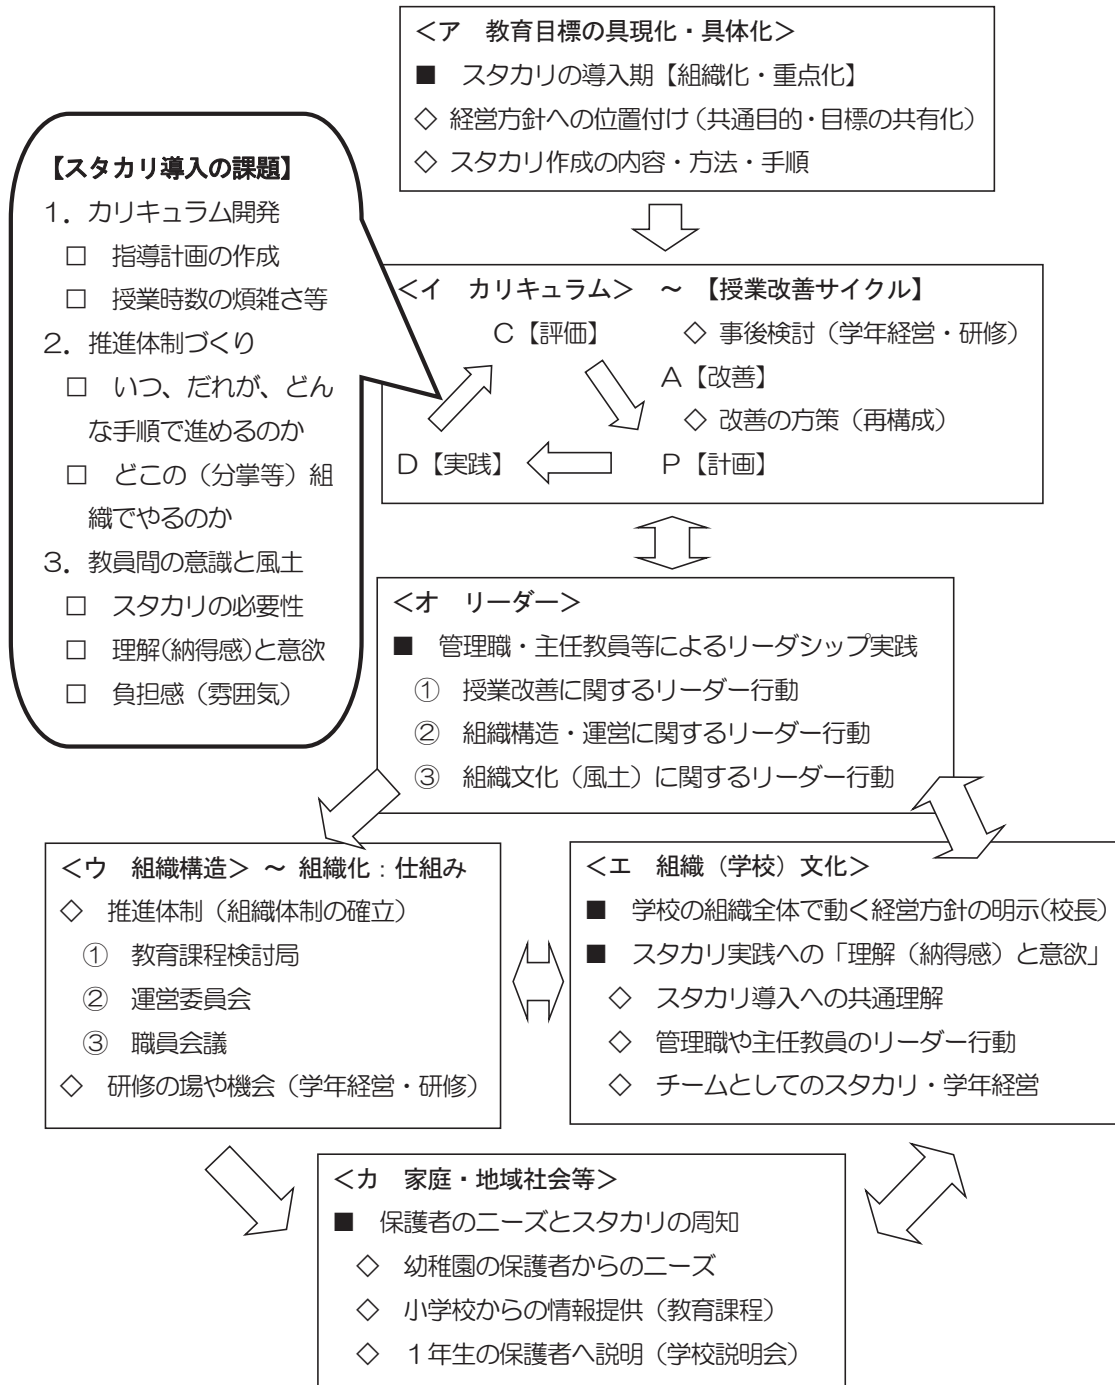 <ア　教育目標の具現化・具体化>
■　スタカリの導入期【組織化・重点化】
◇ 経営方針への位置付け（共通目的・目標の共有化）
◇ スタカリ作成の内容・方法・手順
【スタカリ導入の課題】
1．カリキュラム開発
□　指導計画の作成
□　授業時数の煩雑さ等
2．推進体制づくり
□　いつ、だれが、どん
な手順で進めるのか
□　どこの（分掌等）組
織でやるのか
3．教員間の意識と風土
□　スタカリの必要性
□　理解（納得感）と意欲
□　負担感（雰囲気）
<イ　カリキュラム>　～　【授業改善サイクル】
C【評価】　◇ 事後検討（学年経営・研修）
A【改善】
◇ 改善の方策（再構成）
D【実践】　P【計画】
<オ　リーダー>
■　管理職・主任教員等によるリーダシップ実践
①　授業改善に関するリーダー行動
②　組織構造・運営に関するリーダー行動
③　組織文化（風土）に関するリーダー行動
<ウ　組織構造> ～ 組織化：仕組み
◇　推進体制（組織体制の確立）
①　教育課程検討局
②　運営委員会
③　職員会議
◇　研修の場や機会（学年経営・研修）
<エ　組織（学校）文化>
■　学校の組織全体で動く経営方針の明示（校長）
■　スタカリ実践への「理解（納得感）と意欲」
◇　スタカリ導入への共通理解
◇　管理職や主任教員のリーダー行動
◇　チームとしてのスタカリ・学年経営
<カ　家庭・地域社会等>
■　保護者のニーズとスタカリの周知
◇　幼稚園の保護者からのニーズ
◇　小学校からの情報提供（教育課程）
◇　1年生の保護者へ説明（学校説明会）